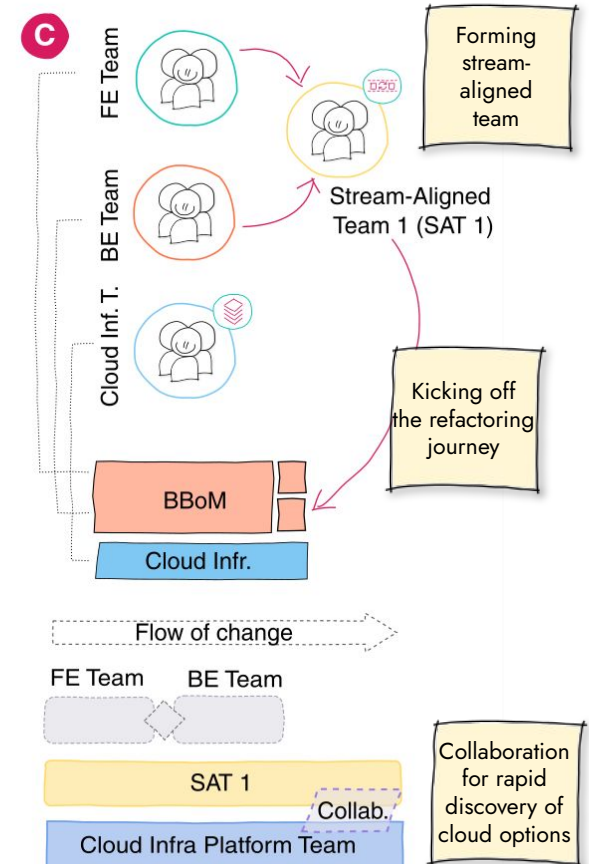 C
FE Team
Forming
stream-
aligned
team
BE Team
Stream-Aligned
Team 1 (SAT 1)
Cloud Inf. T.
Kicking off
the refactoring
journey
BBoM
Cloud Infr.
Flow of change
FE Team
BE Team
SAT 1
Collab.
Cloud Infra Platform Team
Collaboration
for rapid
discovery of
cloud options